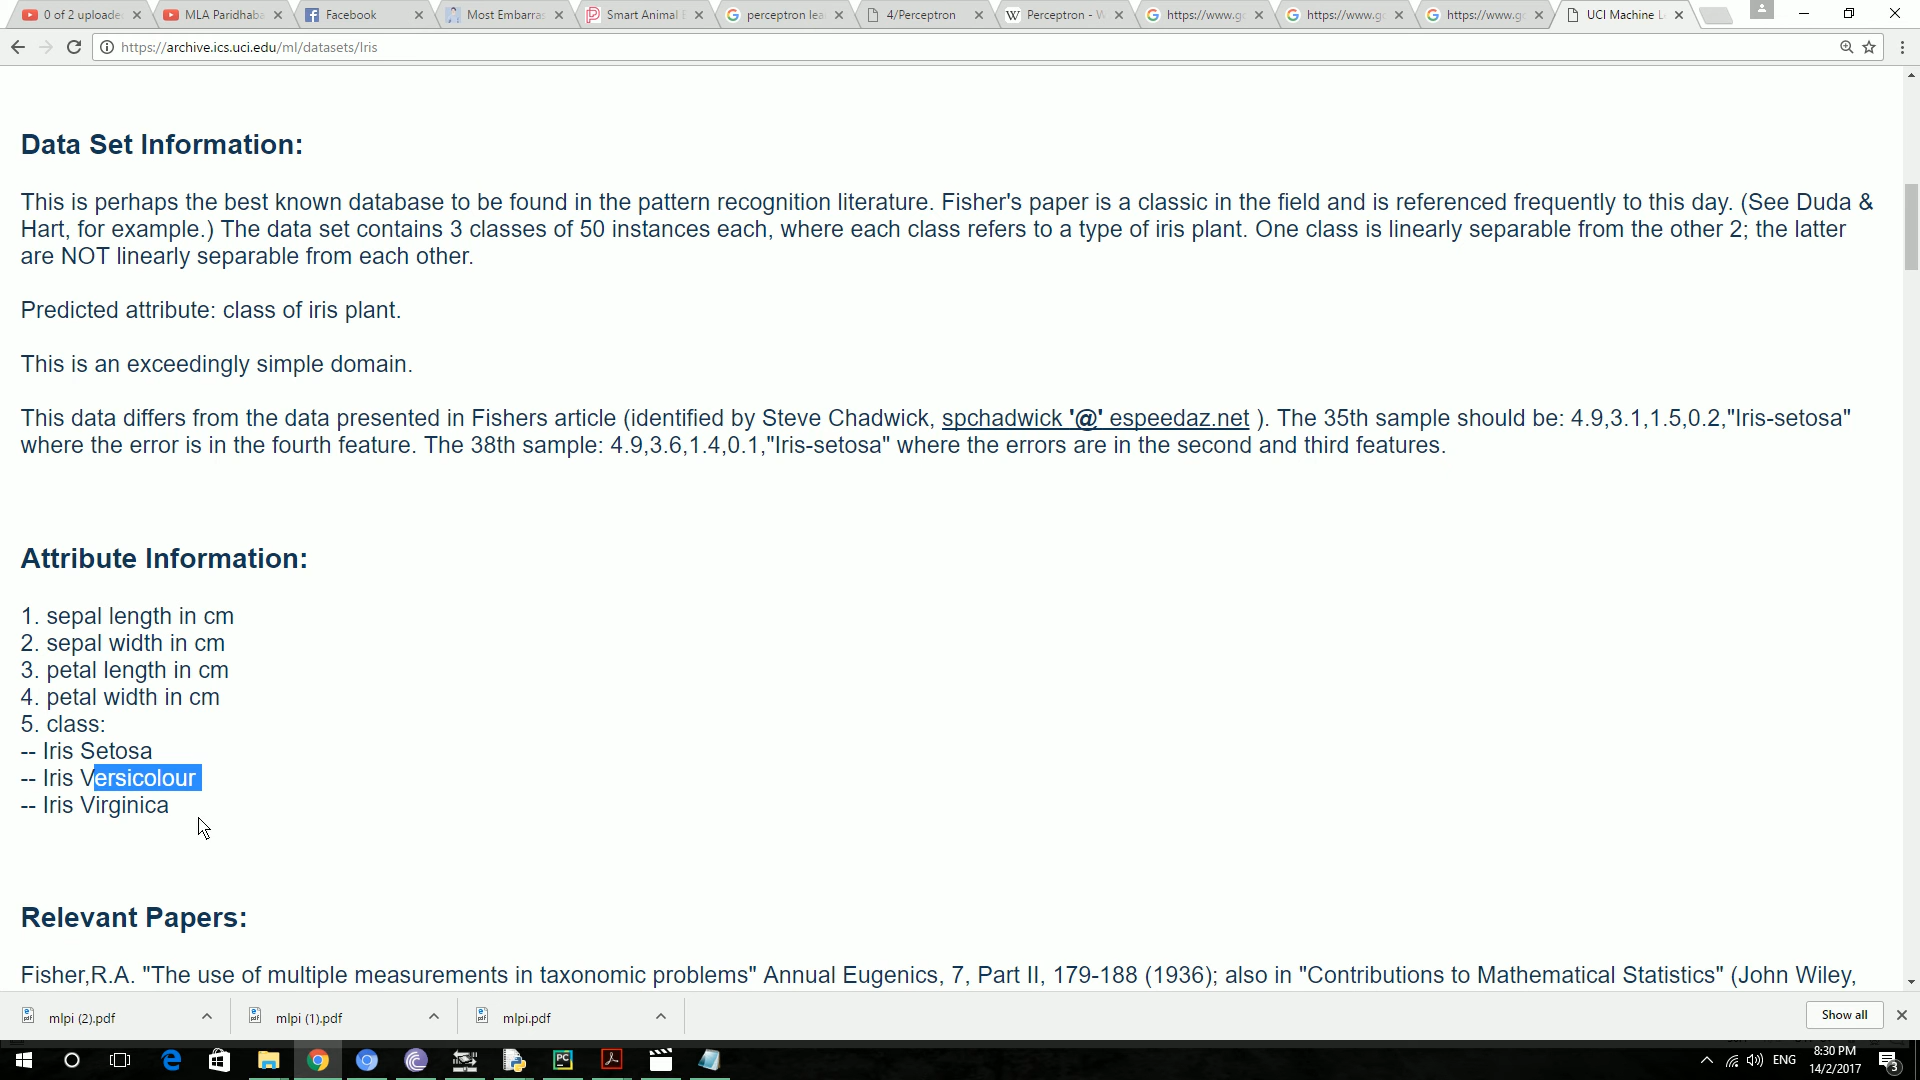 0 of 2 uploade
MLA Paridhaba
Facebook
Most Embarra
Smart Animal
perceptron lea
4/Perceptron
Perceptron - W
https://www.go
https://www.go
https://www.go
UCI Machine L
https://archive.ics.uci.edu/ml/datasets/Iris
Data Set Information:
This is perhaps the best known database to be found in the pattern recognition literature. Fisher's paper is a classic in the field and is referenced frequently to this day. (See Duda &
Hart, for example.) The data set contains 3 classes of 50 instances each, where each class refers to a type of iris plant. One class is linearly separable from the other 2; the latter
are NOT linearly separable from each other.
Predicted attribute: class of iris plant.
This is an exceedingly simple domain.
This data differs from the data presented in Fishers article (identified by Steve Chadwick, spchadwick '@' espeedaz.net ). The 35th sample should be: 4.9,3.1,1.5,0.2,"Iris-setosa"
where the error is in the fourth feature. The 38th sample: 4.9,3.6,1.4,0.1,"Iris-setosa" where the errors are in the second and third features.
Attribute Information:
1. sepal length in cm
2. sepal width in cm
3. petal length in cm
4. petal width in cm
5. class:
-- Iris Setosa
-- Iris Versicolour
-- Iris Virginica
Relevant Papers:
Fisher,R.A. "The use of multiple measurements in taxonomic problems" Annual Eugenics, 7, Part II, 179-188 (1936); also in "Contributions to Mathematical Statistics" (John Wiley,
mlpi (2).pdf
mlpi (1).pdf
mlpi.pdf
Show all
ENG
8:30 PM
14/2/2017
3